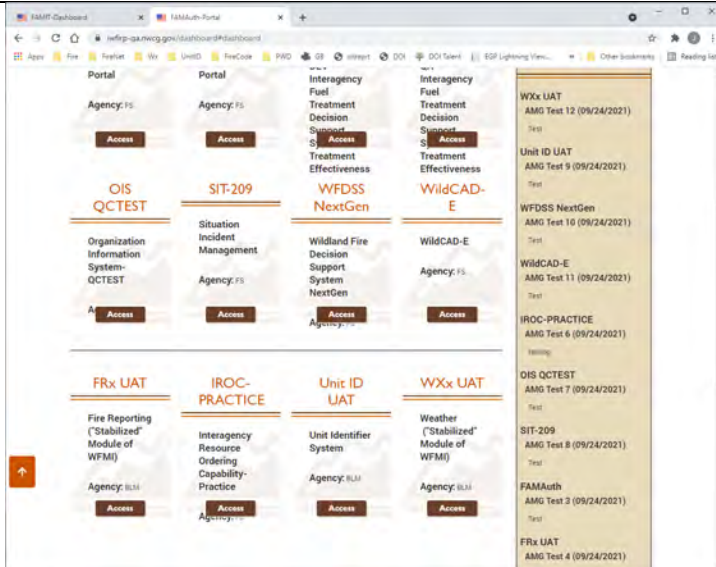 FAMIT-Dashboard
FAMAuth-Portal
iwfirp-qa.nwcg.gov/dashboard#dashboard
Apps Fire FireNet Wx UnitID FireCode PWD GB DOI DOI Talent EGP Lightning View... Other bookmarks Reading list
Portal
Agency: FS
Access
Portal
Agency: FS
Access
Interagency
Fuel
Treatment
Decision
Support
Access
Treatment
Effectiveness
Interagency
Fuel
Treatment
Decision
Support
Access
Treatment
Effectiveness
OIS
QCTEST
Organization
Information
System-
QCTEST
Access
SIT-209
Situation
Incident
Management
Agency: FS
Access
WFDSS
NextGen
Wildland Fire
Decision
Support
System
NextGen
Access
Agency: FS
WildCAD-
E
WildCAD-E
Agency: FS
Access
FRx UAT
Fire Reporting
("Stabilized"
Module of
WFMI)
Agency: BLM
Access
IROC-
PRACTICE
Interagency
Resource
Ordering
Capability-
Practice
Access
Agency: FS
Unit ID
UAT
Unit Identifier
System
Agency: BLM
Access
WXx UAT
Weather
("Stabilized"
Module of
WFMI)
Agency: BLM
Access
WXx UAT
AMG Test 12 (09/24/2021)
Test
Unit ID UAT
AMG Test 9 (09/24/2021)
Test
WFDSS NextGen
AMG Test 10 (09/24/2021)
Test
WildCAD-E
AMG Test 11 (09/24/2021)
Test
IROC-PRACTICE
AMG Test 6 (09/24/2021)
Testing
OIS QCTEST
AMG Test 7 (09/24/2021)
Test
SIT-209
AMG Test 8 (09/24/2021)
Test
FAMAuth
AMG Test 3 (09/24/2021)
Test
FRx UAT
AMG Test 4 (09/24/2021)